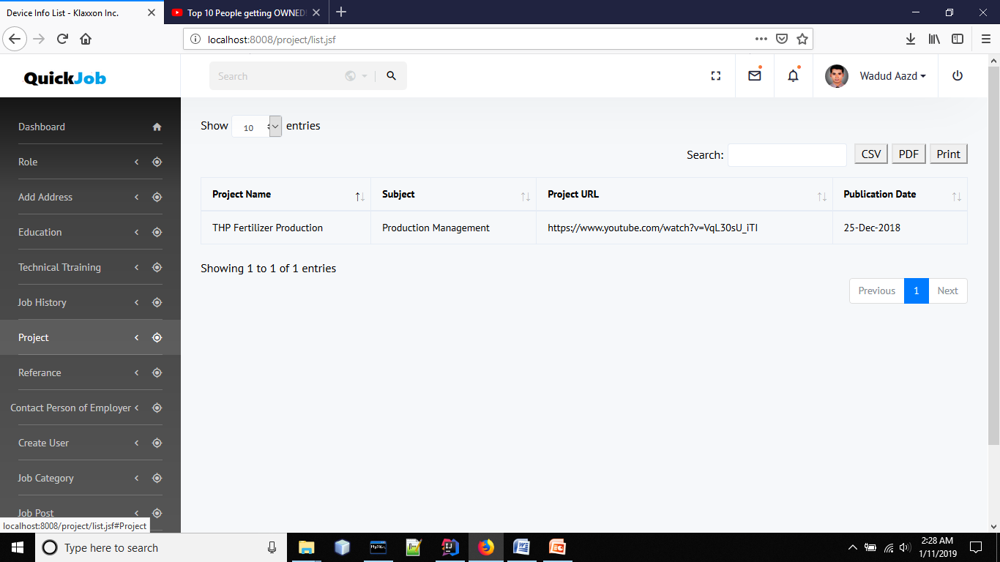 Device Info List - Klaxxon Inc.
Top 10 People getting OWNED!
localhost:8008/project/list.jsf
QuickJob
Search
Wadud Aazd
Dashboard
Role
Add Address
Education
Technical Ttraining
Job History
Project
Referance
Contact Person of Employer
Create User
Job Category
Job Post
localhost:8008/project/list.jsf#Project
Show 10 entries
Search: CSV PDF Print
Project Name Subject Project URL Publication Date
THP Fertilizer Production Production Management https://www.youtube.com/watch?v=VqL30sU_iTI 25-Dec-2018
Showing 1 to 1 of 1 entries
Previous 1 Next
Type here to search
2:28 AM
1/11/2019